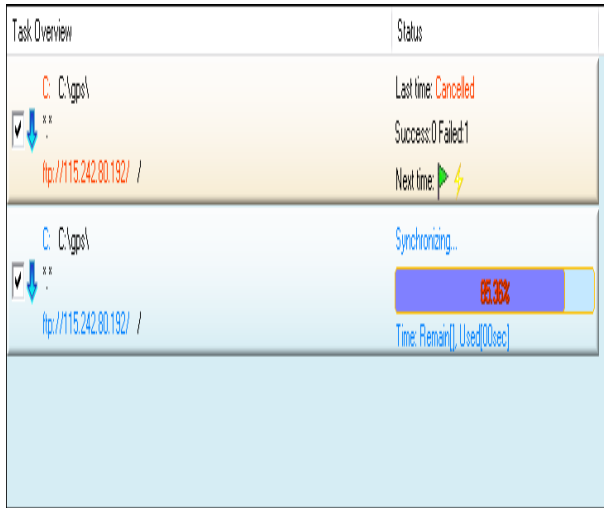 Task Overview
Status
C: C:\gps\
*.*
ftp://115.242.80.192/ /
Last time: Cancelled
Success:0 Failed:1
Next time:
C: C:\gps\
*.*
ftp://115.242.80.192/ /
Synchronizing...
85.36%
Time: Remain[], Used[00sec]